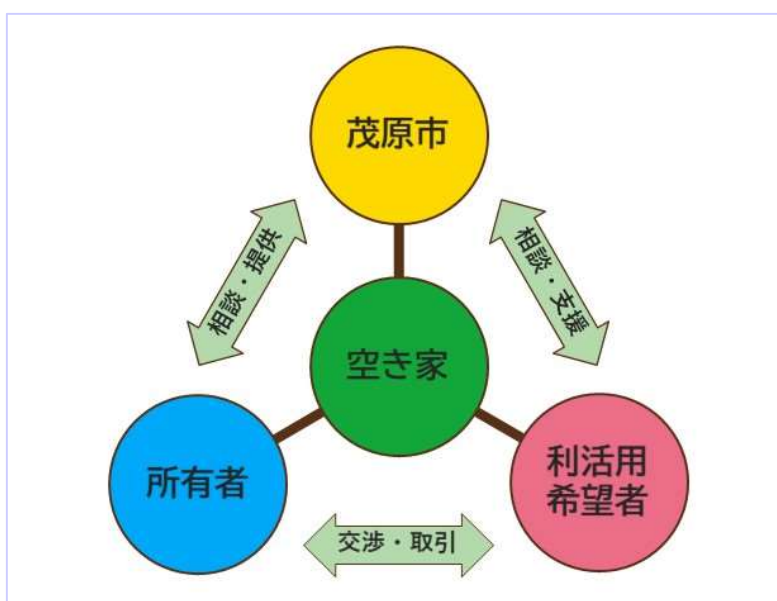 茂原市
相談・提供
相談・支援
空き家
所有者
利活用
希望者
交渉・取引